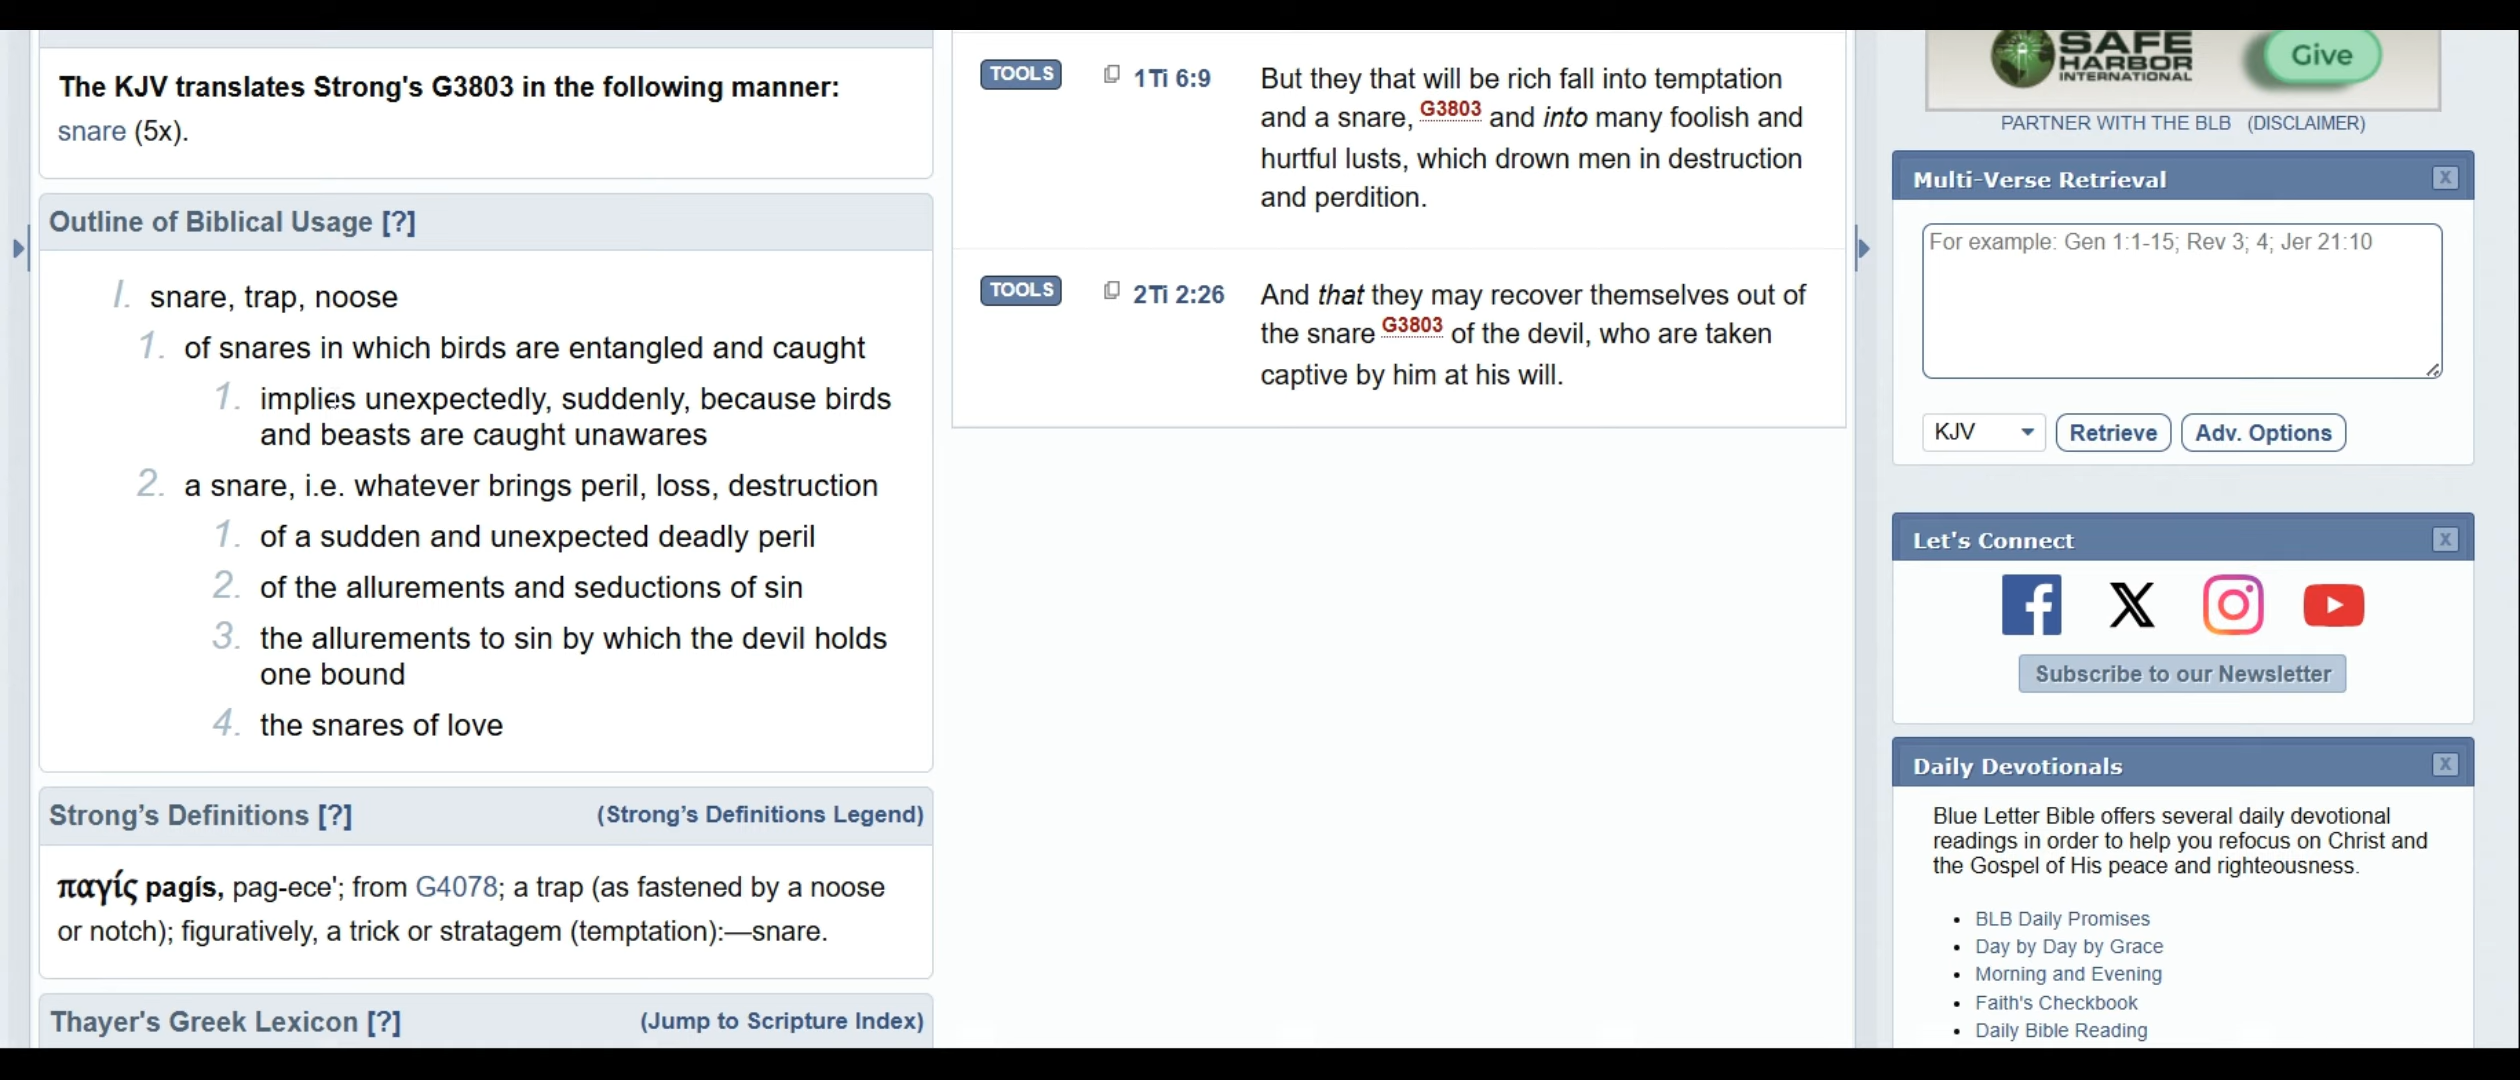 The KJV translates Strong's G3803 in the following manner:
snare (5x).
Outline of Biblical Usage [?]
I. snare, trap, noose
1. of snares in which birds are entangled and caught
1. implies unexpectedly, suddenly, because birds
and beasts are caught unawares
2. a snare, i.e. whatever brings peril, loss, destruction
1. of a sudden and unexpected deadly peril
2. of the allurements and seductions of sin
3. the allurements to sin by which the devil holds
one bound
4. the snares of love
Strong’s Definitions [?] (Strong’s Definitions Legend)
παγίς pagís, pag-ece'; from G4078; a trap (as fastened by a noose
or notch); figuratively, a trick or stratagem (temptation):—snare.
Thayer's Greek Lexicon [?] (Jump to Scripture Index)
TOOLS 1Ti 6:9 But they that will be rich fall into temptation
and a snare, G3803 and into many foolish and
hurtful lusts, which drown men in destruction
and perdition.
TOOLS 2Ti 2:26 And that they may recover themselves out of
the snare G3803 of the devil, who are taken
captive by him at his will.
SAFE
HARBOR
INTERNATIONAL
Give
PARTNER WITH THE BLB (DISCLAIMER)
Multi-Verse Retrieval X
For example: Gen 1:1-15; Rev 3; 4; Jer 21:10
KJV Retrieve Adv. Options
Let's Connect X
Subscribe to our Newsletter
Daily Devotionals X
Blue Letter Bible offers several daily devotional
readings in order to help you refocus on Christ and
the Gospel of His peace and righteousness.
• BLB Daily Promises
• Day by Day by Grace
• Morning and Evening
• Faith's Checkbook
• Daily Bible Reading